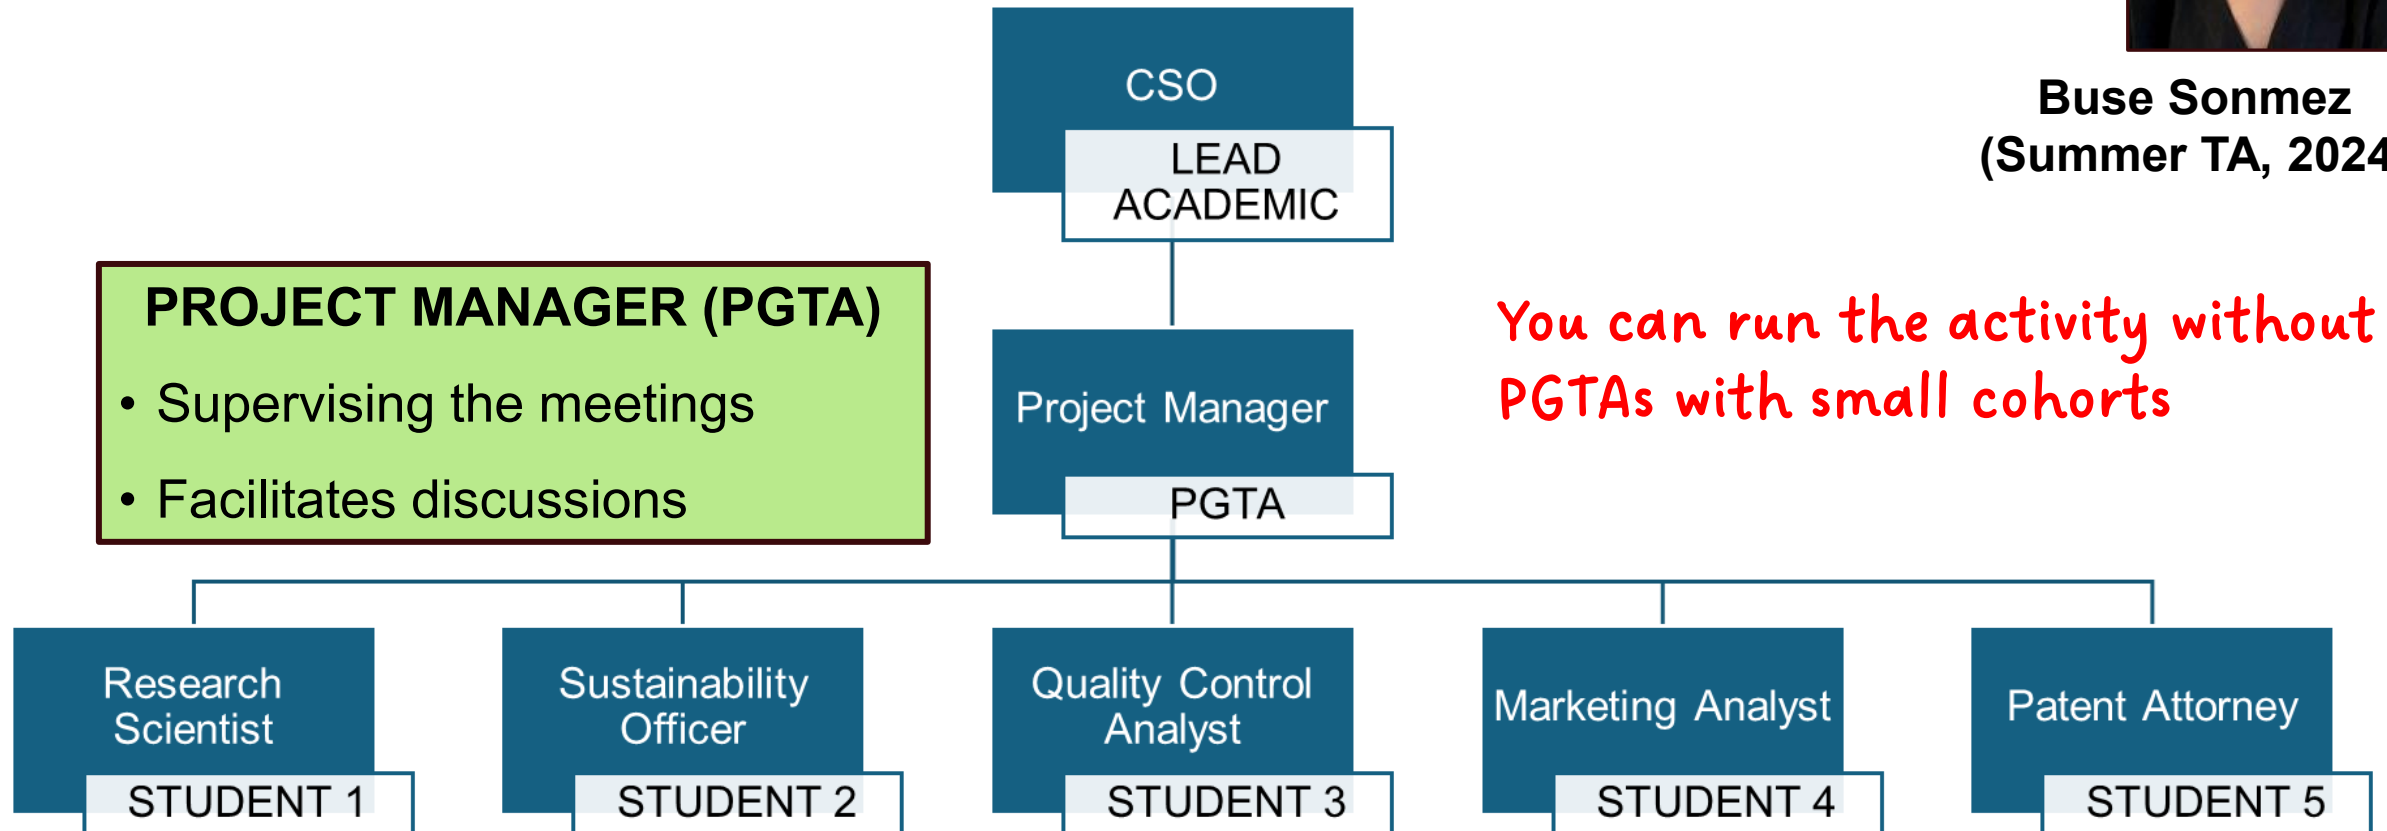 CSO
LEAD
ACADEMIC
Buse Sonmez
(Summer TA, 2024
PROJECT MANAGER (PGTA)
• Supervising the meetings
• Facilitates discussions
Project Manager
PGTA
You can run the activity without
PGTAs with small cohorts
Research
Scientist
STUDENT 1
Sustainability
Officer
STUDENT 2
Quality Control
Analyst
STUDENT 3
Marketing Analyst
STUDENT 4
Patent Attorney
STUDENT 5